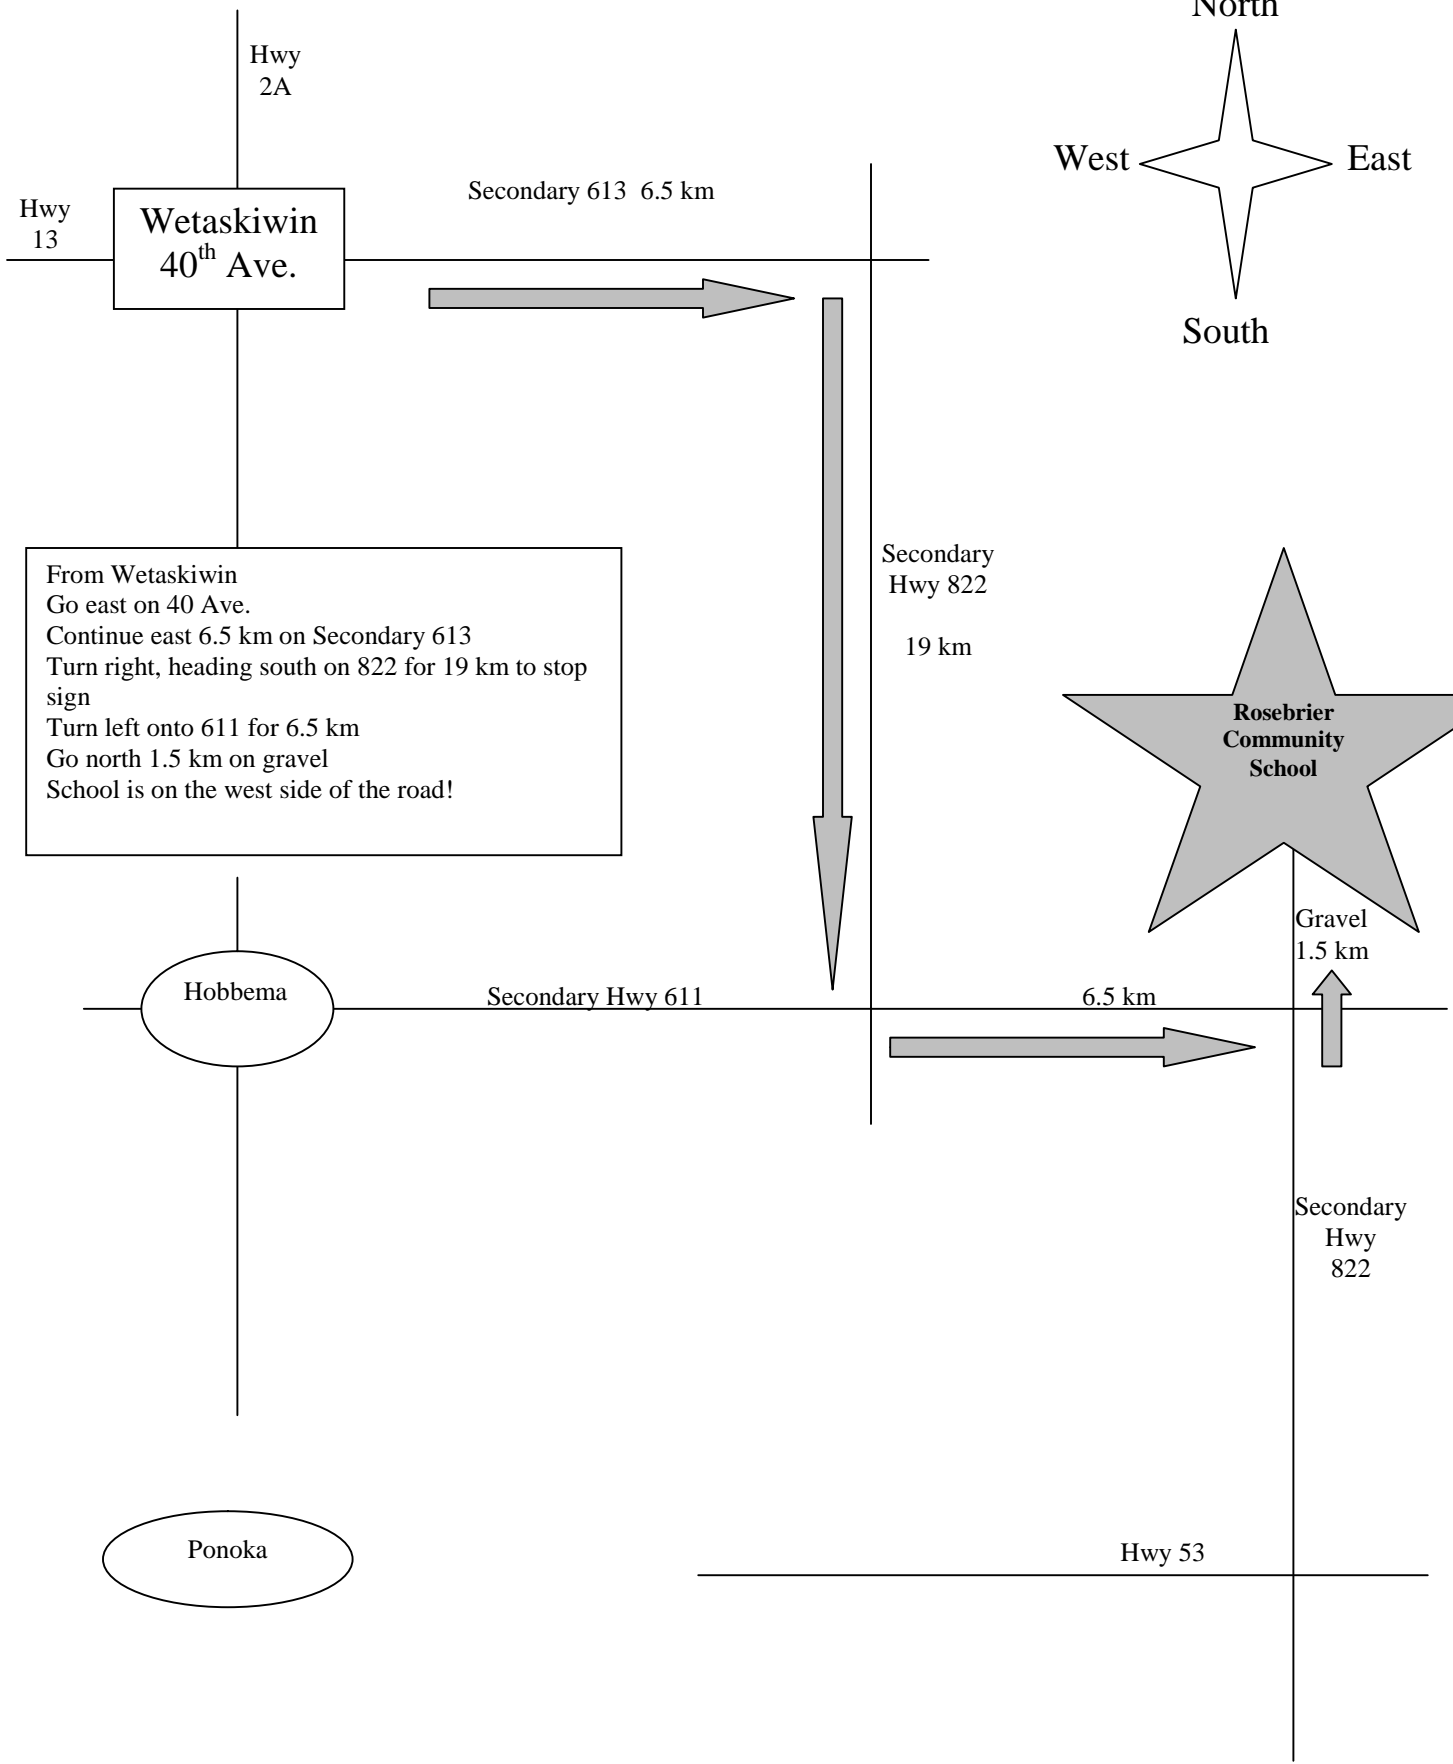 North
Hwy
2A
West
East
Secondary 613 6.5 km
Hwy
13
Wetaskiwin
40th Ave.
South
Secondary
Hwy 822
19 km
From Wetaskiwin
Go east on 40 Ave.
Continue east 6.5 km on Secondary 613
Turn right, heading south on 822 for 19 km to stop
sign
Turn left onto 611 for 6.5 km
Go north 1.5 km on gravel
School is on the west side of the road!
Rosebrier
Community
School
Gravel
1.5 km
Hobbema
Secondary Hwy 611
6.5 km
Secondary
Hwy
822
Ponoka
Hwy 53